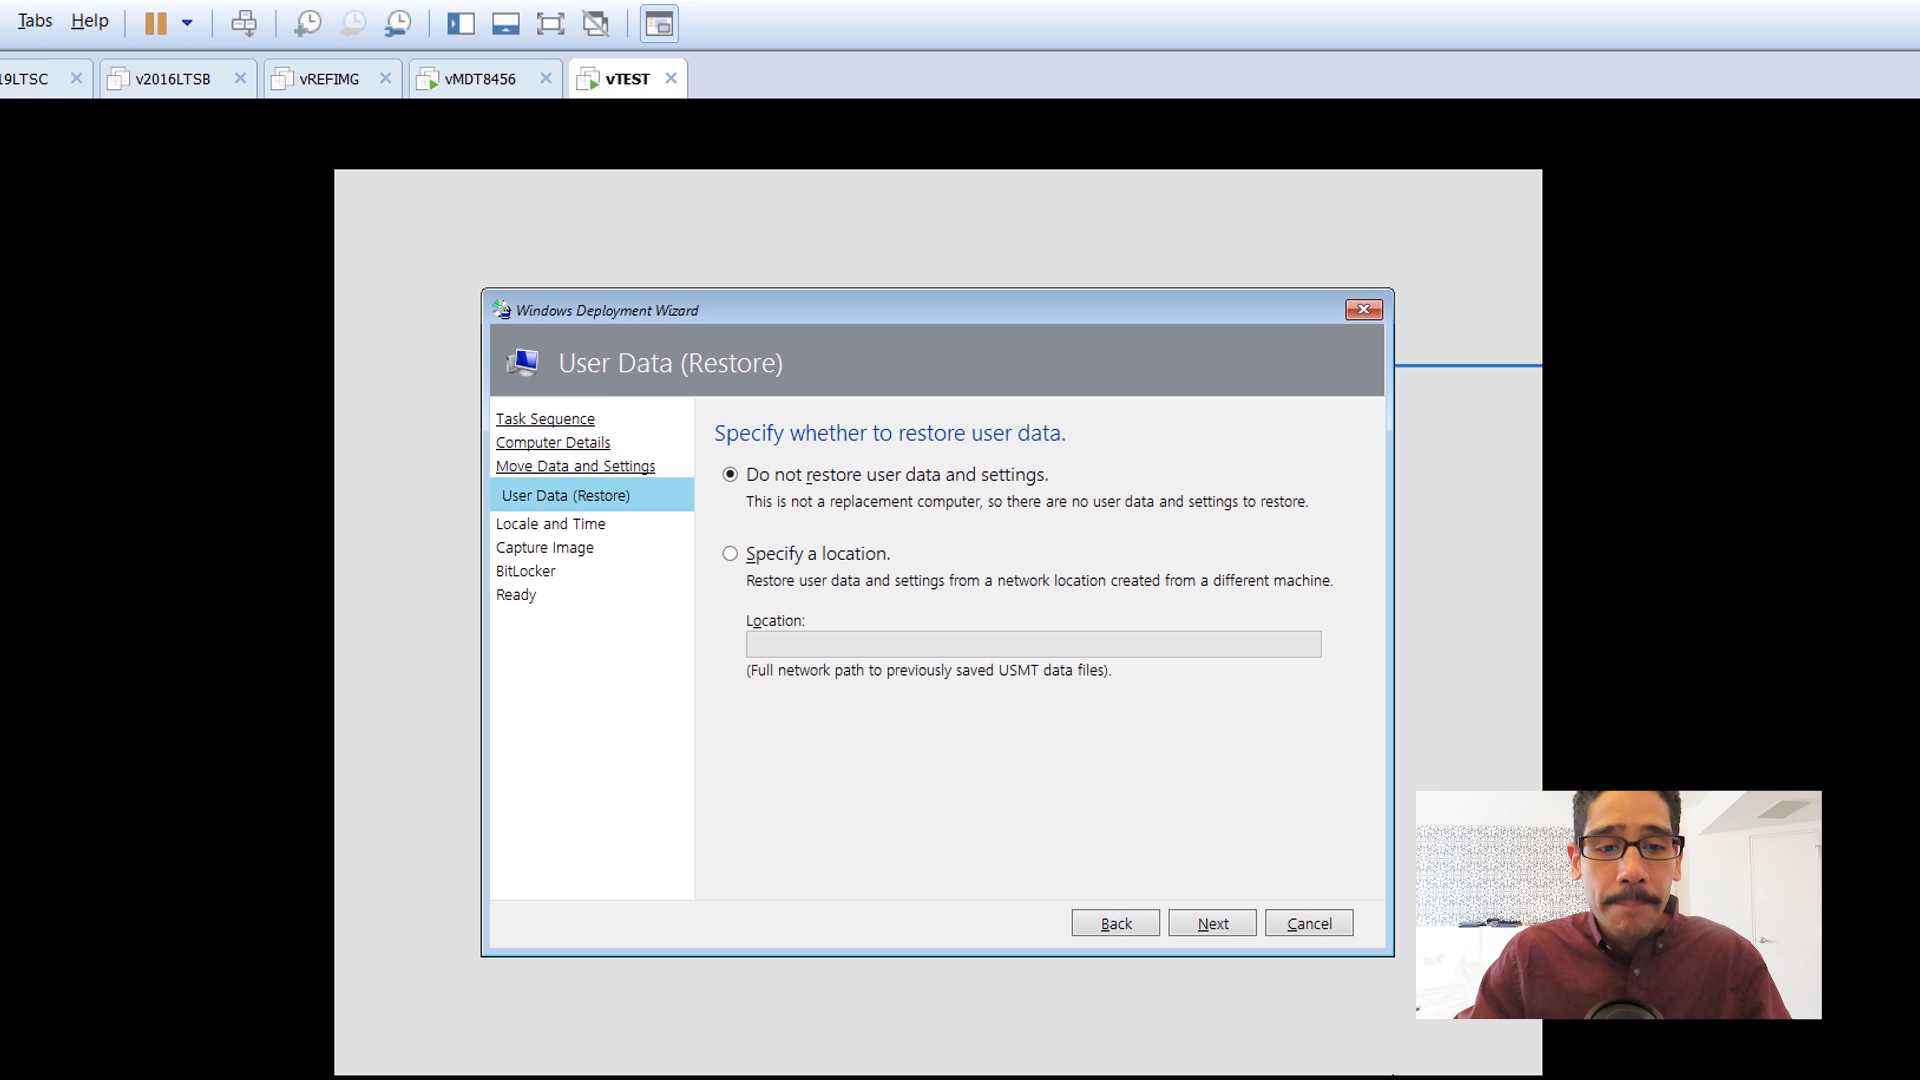 Tabs Help
19LTSC v2016LTSB vREFIMG vMDT8456 vTEST
Windows Deployment Wizard
User Data (Restore)
Task Sequence
Computer Details
Move Data and Settings
User Data (Restore)
Locale and Time
Capture Image
BitLocker
Ready
Specify whether to restore user data.
Do not restore user data and settings.
This is not a replacement computer, so there are no user data and settings to restore.
Specify a location.
Restore user data and settings from a network location created from a different machine.
Location:
(Full network path to previously saved USMT data files).
Back Next Cancel